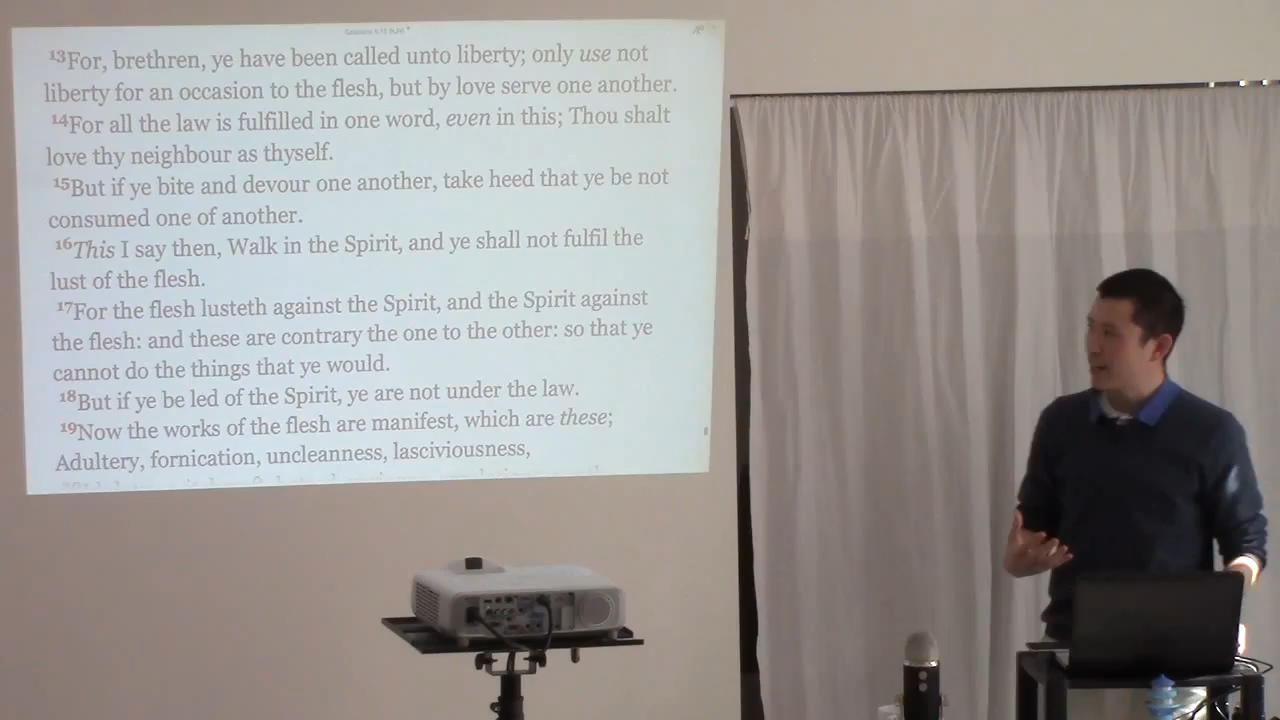 ¹³For, brethren, ye have been called unto liberty; only use not
liberty for an occasion to the flesh, but by love serve one another.
¹⁴For all the law is fulfilled in one word, even in this; Thou shalt
love thy neighbour as thyself.
¹⁵But if ye bite and devour one another, take heed that ye be not
consumed one of another.
¹⁶This I say then, Walk in the Spirit, and ye shall not fulfil the
lust of the flesh.
¹⁷For the flesh lusteth against the Spirit, and the Spirit against
the flesh: and these are contrary the one to the other: so that ye
cannot do the things that ye would.
¹⁸But if ye be led of the Spirit, ye are not under the law.
¹⁹Now the works of the flesh are manifest, which are these;
Adultery, fornication, uncleanness, lasciviousness,